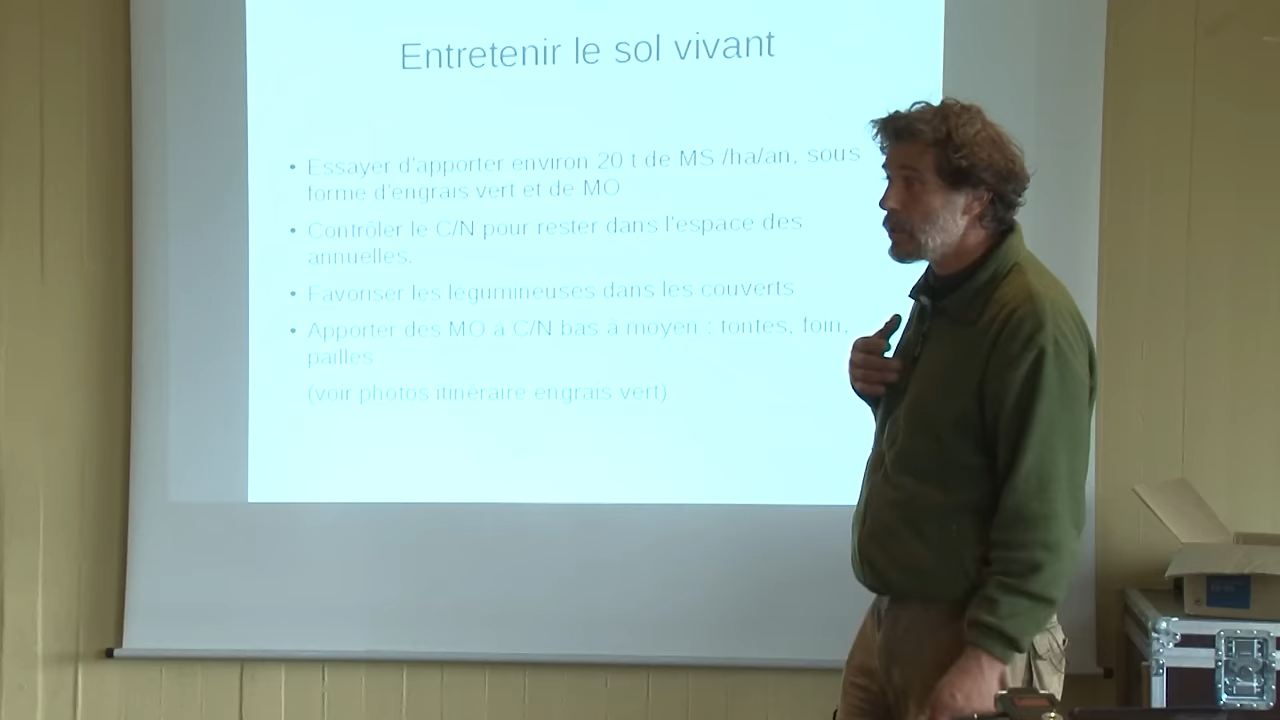 Entretenir le sol vivant
• Essayer d'apporter environ 20 t de MS /ha/an, sous
forme d'engrais vert et de MO
• Contrôler le C/N pour rester dans l'espace des
annuelles.
• Favoriser les légumineuses dans les couverts
• Apporter des MO à C/N bas à moyen : tontes, foin,
pailles
(voir photos itinéraire engrais vert)